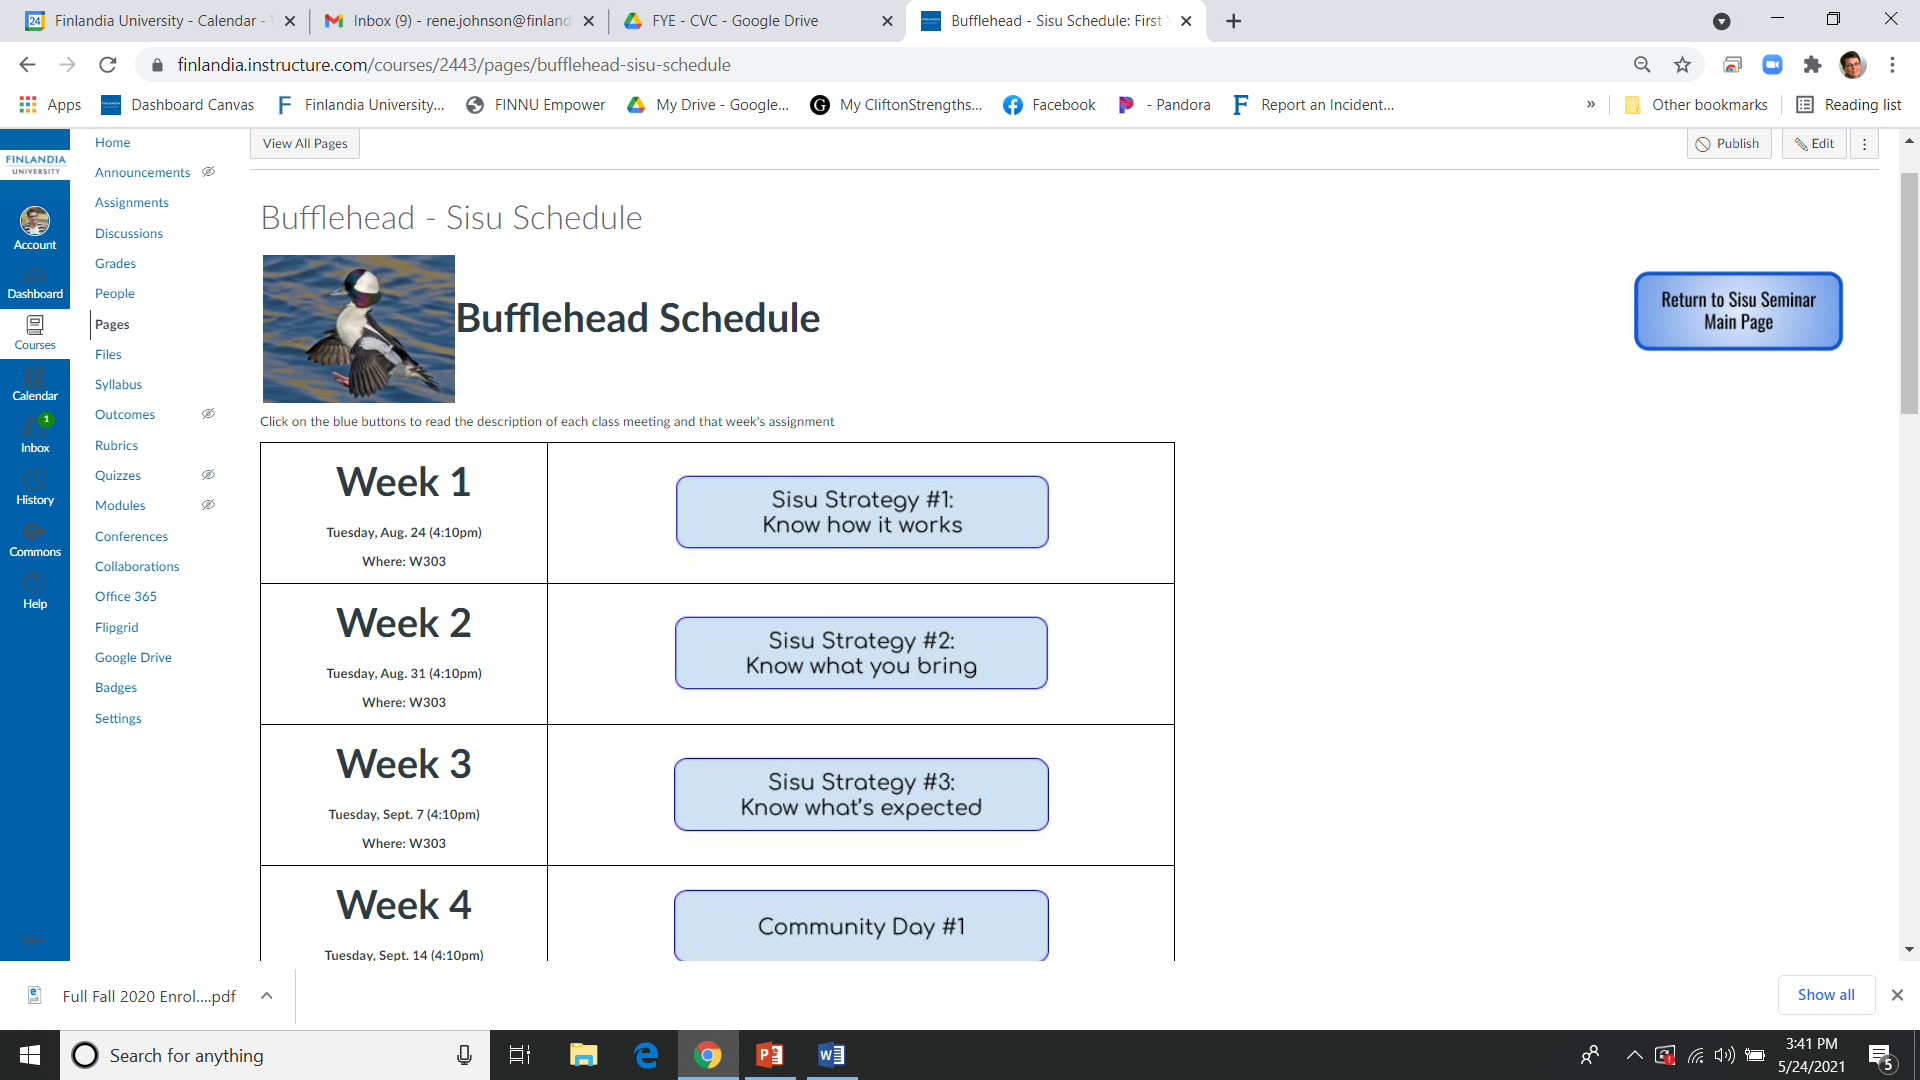 Finlandia University - Calendar -
Inbox (9) - rene.johnson@finland
FYE - CVC - Google Drive
Bufflehead - Sisu Schedule: First
finlandia.instructure.com/courses/2443/pages/bufflehead-sisu-schedule
Apps
Dashboard Canvas
Finlandia University...
FINNU Empower
My Drive - Google...
My CliftonStrengths...
Facebook
- Pandora
Report an Incident...
»
Other bookmarks
Reading list
FINLANDIA
UNIVERSITY
Account
Dashboard
Courses
Calendar
1
Inbox
History
Commons
Help
Home
Announcements
Assignments
Discussions
Grades
People
Pages
Files
Syllabus
Outcomes
Rubrics
Quizzes
Modules
Conferences
Collaborations
Office 365
Flipgrid
Google Drive
Badges
Settings
View All Pages
Publish
Edit
Bufflehead - Sisu Schedule
Bufflehead Schedule
Return to Sisu Seminar
Main Page
Click on the blue buttons to read the description of each class meeting and that week's assignment
Week 1
Tuesday, Aug. 24 (4:10pm)
Where: W303
Sisu Strategy #1:
Know how it works
Week 2
Tuesday, Aug. 31 (4:10pm)
Where: W303
Sisu Strategy #2:
Know what you bring
Week 3
Tuesday, Sept. 7 (4:10pm)
Where: W303
Sisu Strategy #3:
Know what's expected
Week 4
Tuesday, Sept. 14 (4:10pm)
Community Day #1
Full Fall 2020 Enrol....pdf
Show all
Search for anything
3:41 PM
5/24/2021
5